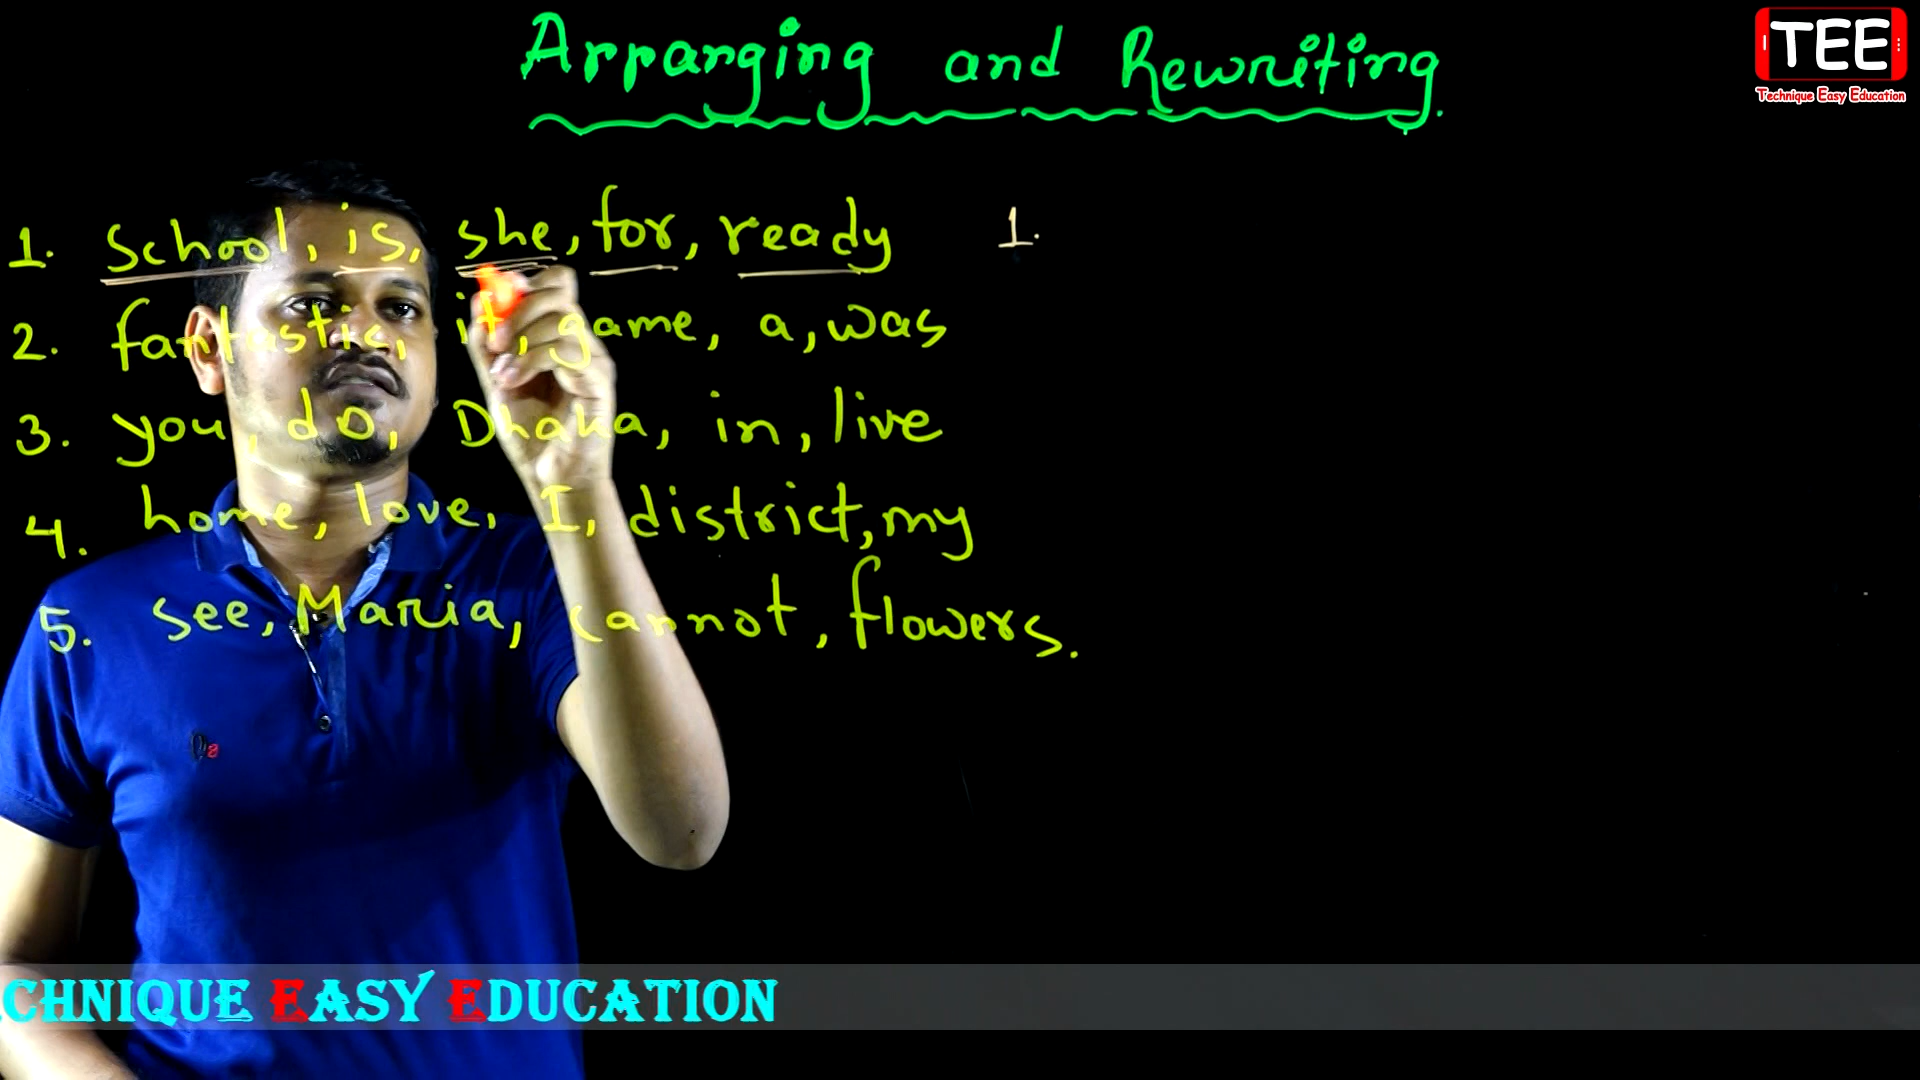 Arranging and Rewriting.
TEE
Technique Easy Education
1. School, is, she, for, ready
1.
2. fantastic, it, game, a, was
3. you, do, Dhaka, in, live
4. home, love, I, district, my
5. see, Maria, cannot, flowers.
CHNIQUE EASY EDUCATION